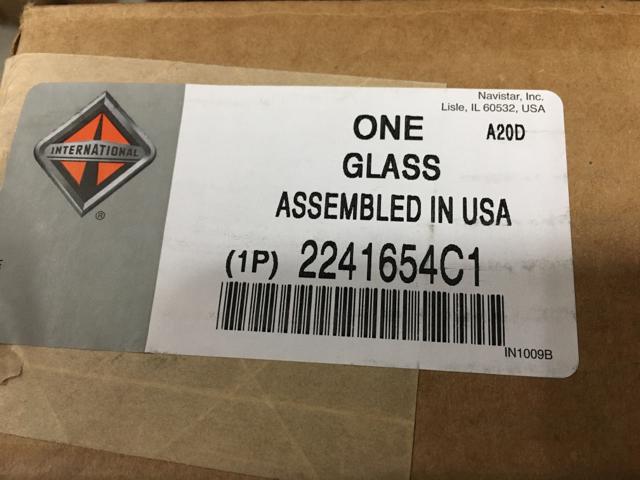 Navistar, Inc.
Lisle, IL 60532, USA
INTERNATIONAL
®
ONE A20D
GLASS
ASSEMBLED IN USA
(1P) 2241654C1
IN1009B